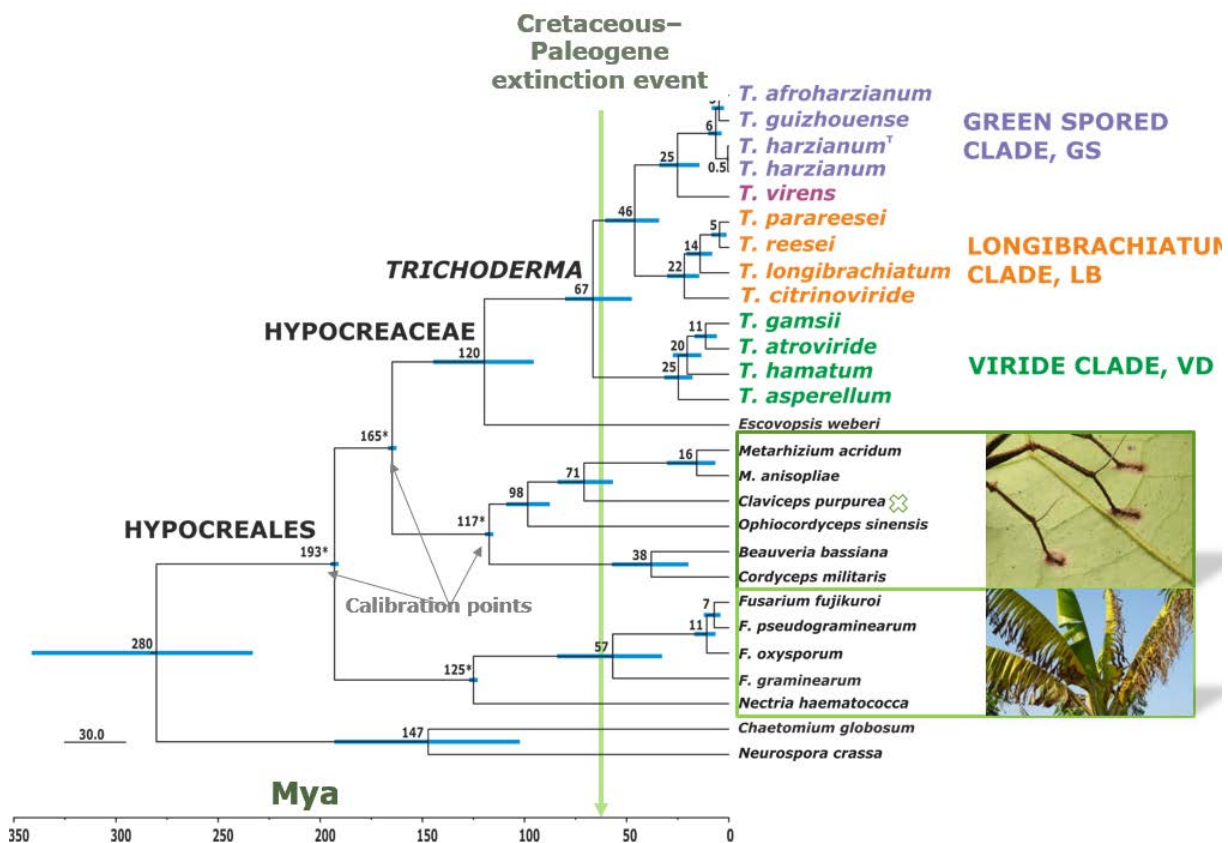 Cretaceous–
Paleogene
extinction event
T. afroharzianum
T. guizhouense
6
GREEN SPORED
CLADE, GS
T. harzianumᵀ
0.5
T. harzianum
25
T. virens
46
T. parareesei
5
T. reesei
14
LONGIBRACHIATUM
CLADE, LB
T. longibrachiatum
22
T. citrinoviride
TRICHODERMA
67
T. gamsii
11
T. atroviride
20
T. hamatum
25
VIRIDE CLADE, VD
T. asperellum
HYPOCREACEAE
120
Escovopsis weberi
165*
Metarhizium acridum
16
M. anisopliae
71
Claviceps purpurea
98
Ophiocordyceps sinensis
117*
HYPOCREALES
193*
Beauveria bassiana
38
Cordyceps militaris
Calibration points
Fusarium fujikuroi
7
F. pseudograminearum
11
F. oxysporum
57
F. graminearum
125*
Nectria haematococca
280
Chaetomium globosum
147
Neurospora crassa
30.0
Mya
350 300 250 200 150 100 50 0